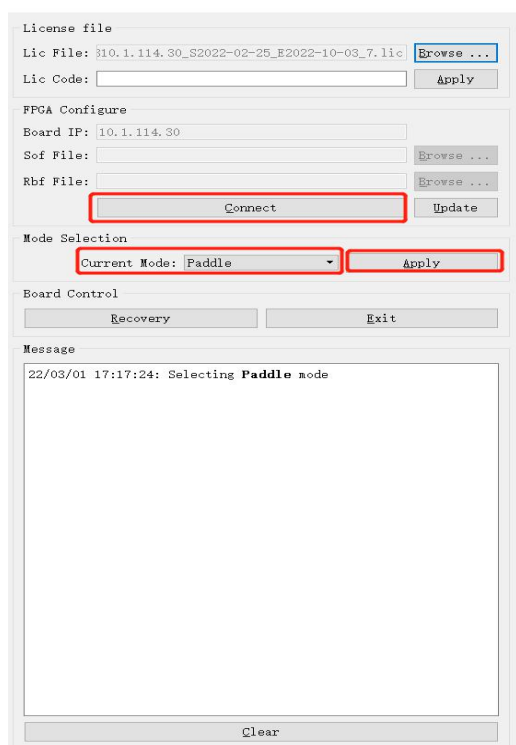 License file
Lic File: 310.1.114.30_S2022-02-25_E2022-10-03_7.lic Browse ...
Lic Code: Apply
FPGA Configure
Board IP: 10.1.114.30
Sof File: Browse ...
Rbf File: Browse ...
Connect Update
Mode Selection
Current Mode: Paddle Apply
Board Control
Recovery Exit
Message
22/03/01 17:17:24: Selecting Paddle mode
Clear